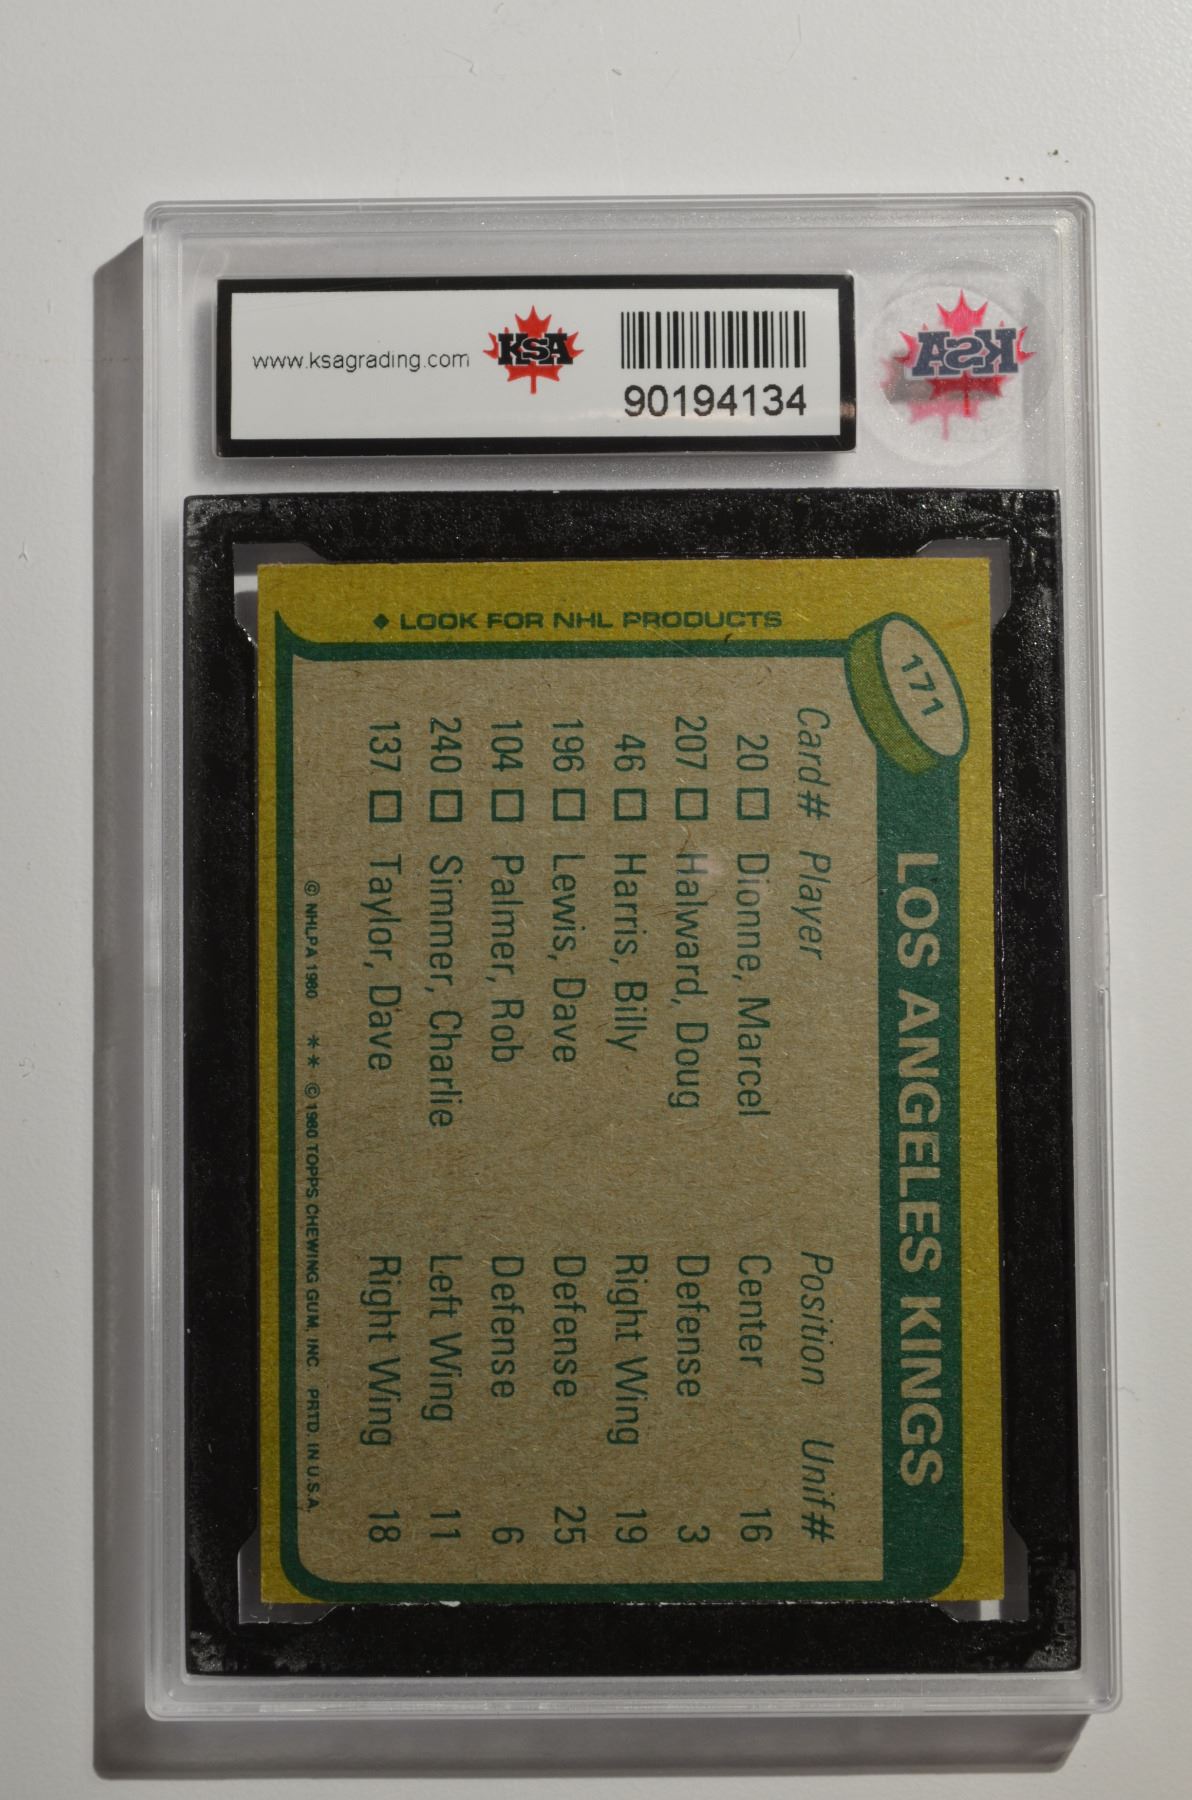 www.ksagrading.com
KSA
90194134
KSA
171
LOS ANGELES KINGS
Card# Player Position Unif#
20 □ Dionne, Marcel Center 16
207 □ Halward, Doug Defense 3
46 □ Harris, Billy Right Wing 19
196 □ Lewis, Dave Defense 25
104 □ Palmer, Rob Defense 6
240 □ Simmer, Charlie Left Wing 11
137 □ Taylor, Dave Right Wing 18
© NHLPA 1980 ** © 1980 TOPPS CHEWING GUM, INC. PRTD. IN U.S.A.
◆ LOOK FOR NHL PRODUCTS